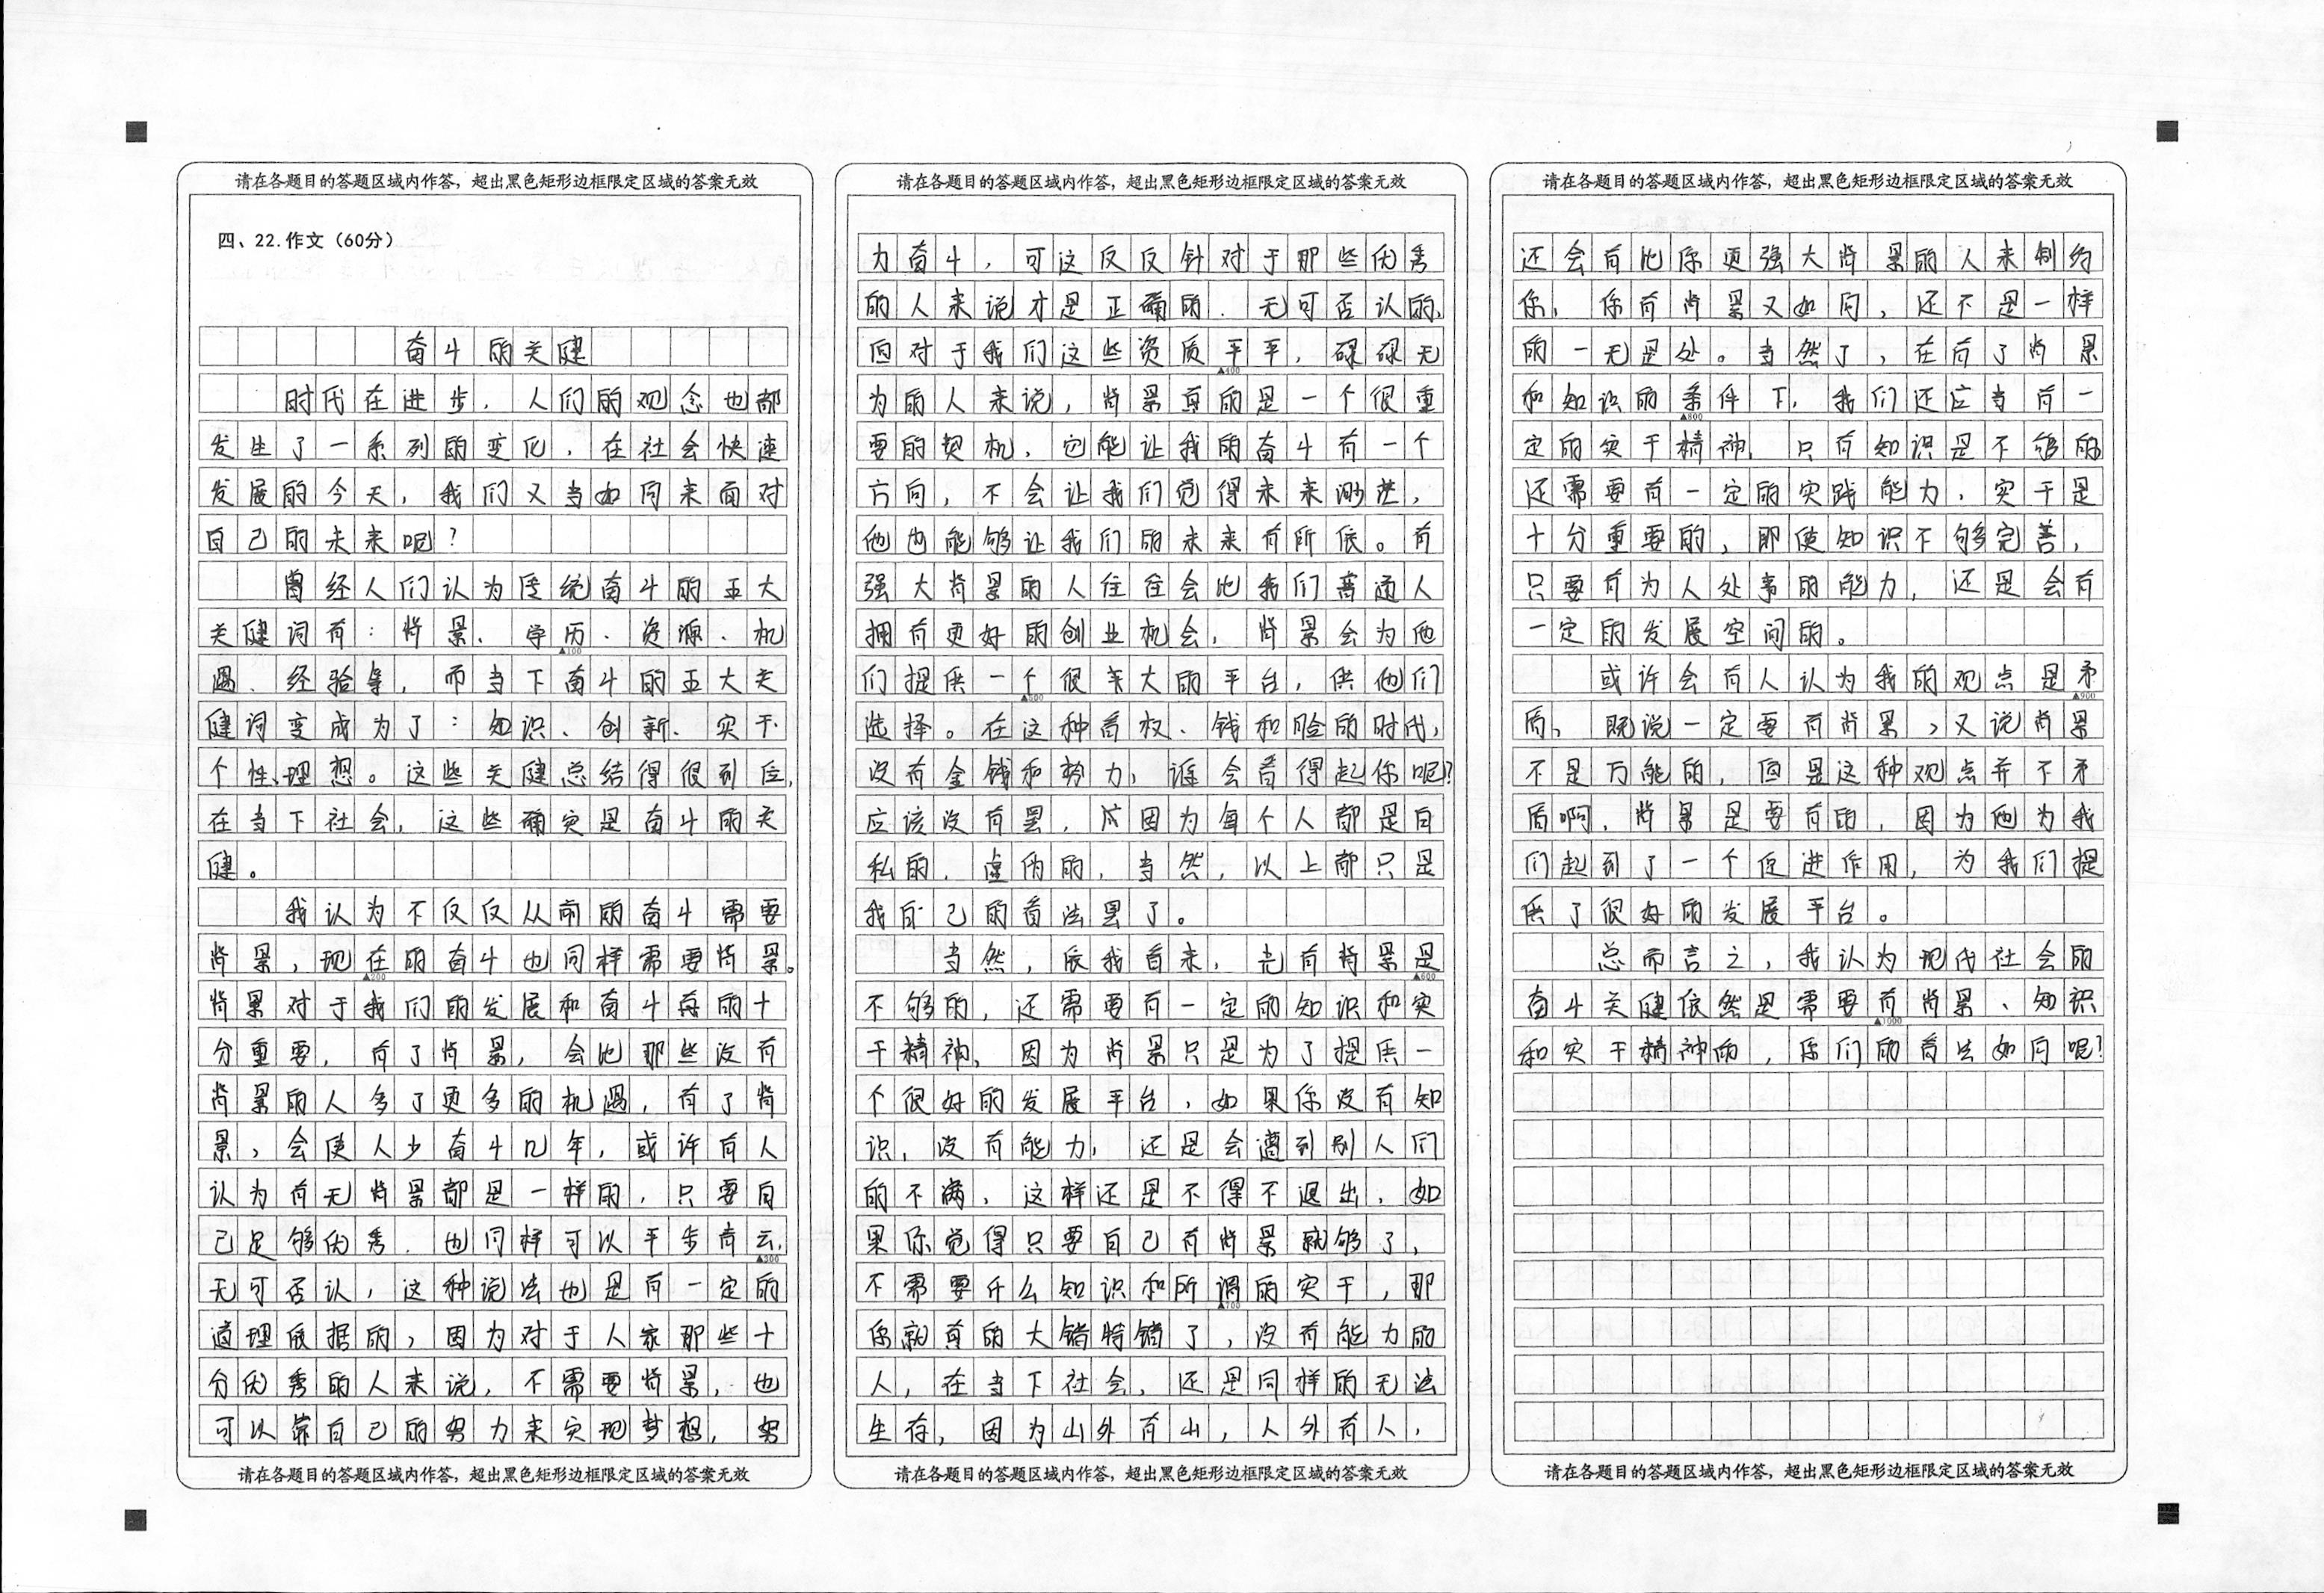 请在各题目的答题区域内作答，超出黑色矩形边框限定区域的答案无效
四、22.作文（60分）
奋斗的关健
时代在进步，人们的观念也都
发生了一系列的变化，在社会快速
发展的今天，我们又当如何来面对
自己的未来呢？
曾经人们认为传统奋斗的五大
关健词有：背景、学历、资源、机
▲100
遇、经验等，而当下奋斗的五大关
健词变成为了：知识、创新、实干、
个性、理想。这些关健总结得很到位，
在当下社会，这些确实是奋斗的关
健。
我认为不仅仅从前的奋斗需要
背景，现在的奋斗也同样需要背景。
▲200
背景对于我们的发展和奋斗真的十
分重要，有了背景，会比那些没有
背景的人多了更多的机遇，有了背
景，会使人少奋斗几年，或许有人
认为有无背景都是一样的，只要自
己足够优秀，也同样可以平步青云，
▲300
无可否认，这种说法也是有一定的
道理依据的，因为对于人家那些十
分优秀的人来说，不需要背景，也
可以靠自己的努力来实现梦想，努
请在各题目的答题区域内作答，超出黑色矩形边框限定区域的答案无效
请在各题目的答题区域内作答，超出黑色矩形边框限定区域的答案无效
力奋斗，可这仅仅针对于那些优秀
的人来说才是正确的，无可否认的，
但对于我们这些资质平平，碌碌无
▲400
为的人来说，背景真的是一个很重
要的契机，它能让我的奋斗有一个
方向，不会让我们觉得未来渺茫，
他也能够让我们的未来有所依。有
强大背景的人往往会比我们普通人
拥有更好的创业机会，背景会为他
们提供一个很来大的平台，供他们
▲500
选择。在这种看权、钱和脸的时代，
没有金钱和势力，谁会看得起你呢？
应该没有罢，因为每个人都是自
私的，虚伪的，当然，以上都只是
我自己的看法罢了。
当然，依我看来，光有背景是
▲600
不够的，还需要有一定的知识和实
干精神，因为背景只是为了提供一
个很好的发展平台，如果你没有知
识，没有能力，还是会遭到别人们
的不满，这样还是不得不退出，如
果你觉得只要自己有背景就够了，
不需要什么知识和所谓的实干，那
▲700
你就真的大错特错了，没有能力的
人，在当下社会，还是同样的无法
生存，因为山外有山，人外有人，
请在各题目的答题区域内作答，超出黑色矩形边框限定区域的答案无效
请在各题目的答题区域内作答，超出黑色矩形边框限定区域的答案无效
还会有比你更强大背景的人来制约
你，你有背景又如何，还不是一样
的一无是处。当然了，在有了背景
和知识的条件下，我们还应当有一
▲800
定的实干精神，只有知识是不够的
还需要有一定的实践能力，实干是
十分重要的，即使知识不够完善，
只要有为人处事的能力，还是会有
一定的发展空间的。
或许会有人认为我的观点是矛
▲900
盾，既说一定要有背景，又说背景
不是万能的，但是这种观点并不矛
盾啊，背景是要有的，因为他为我
们起到了一个促进作用，为我们提
供了很好的发展平台。
总而言之，我认为现代社会的
奋斗关健依然是需要有背景、知识
▲1000
和实干精神的，你们的看法如何呢？
请在各题目的答题区域内作答，超出黑色矩形边框限定区域的答案无效